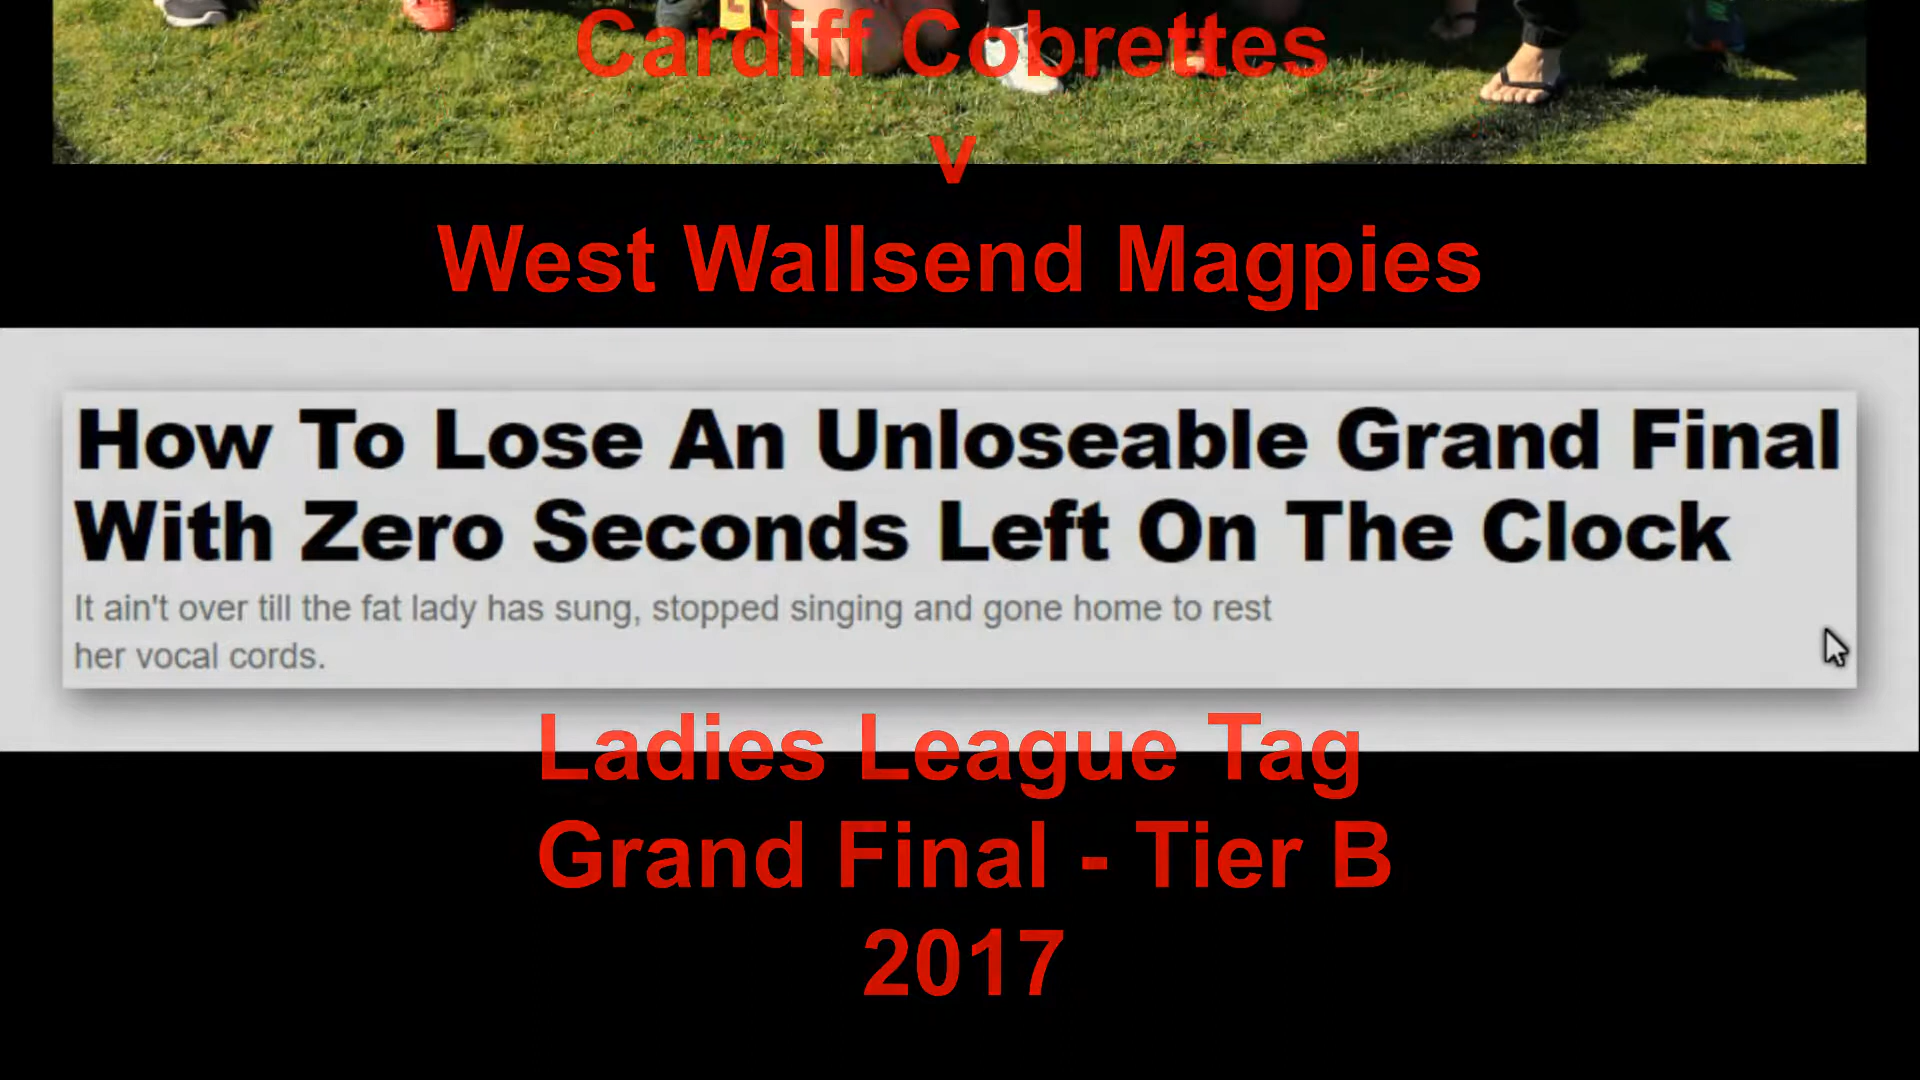 Cardiff Cobrettes
v
West Wallsend Magpies
How To Lose An Unloseable Grand Final
With Zero Seconds Left On The Clock
It ain't over till the fat lady has sung, stopped singing and gone home to rest
her vocal cords.
Ladies League Tag
Grand Final - Tier B
2017